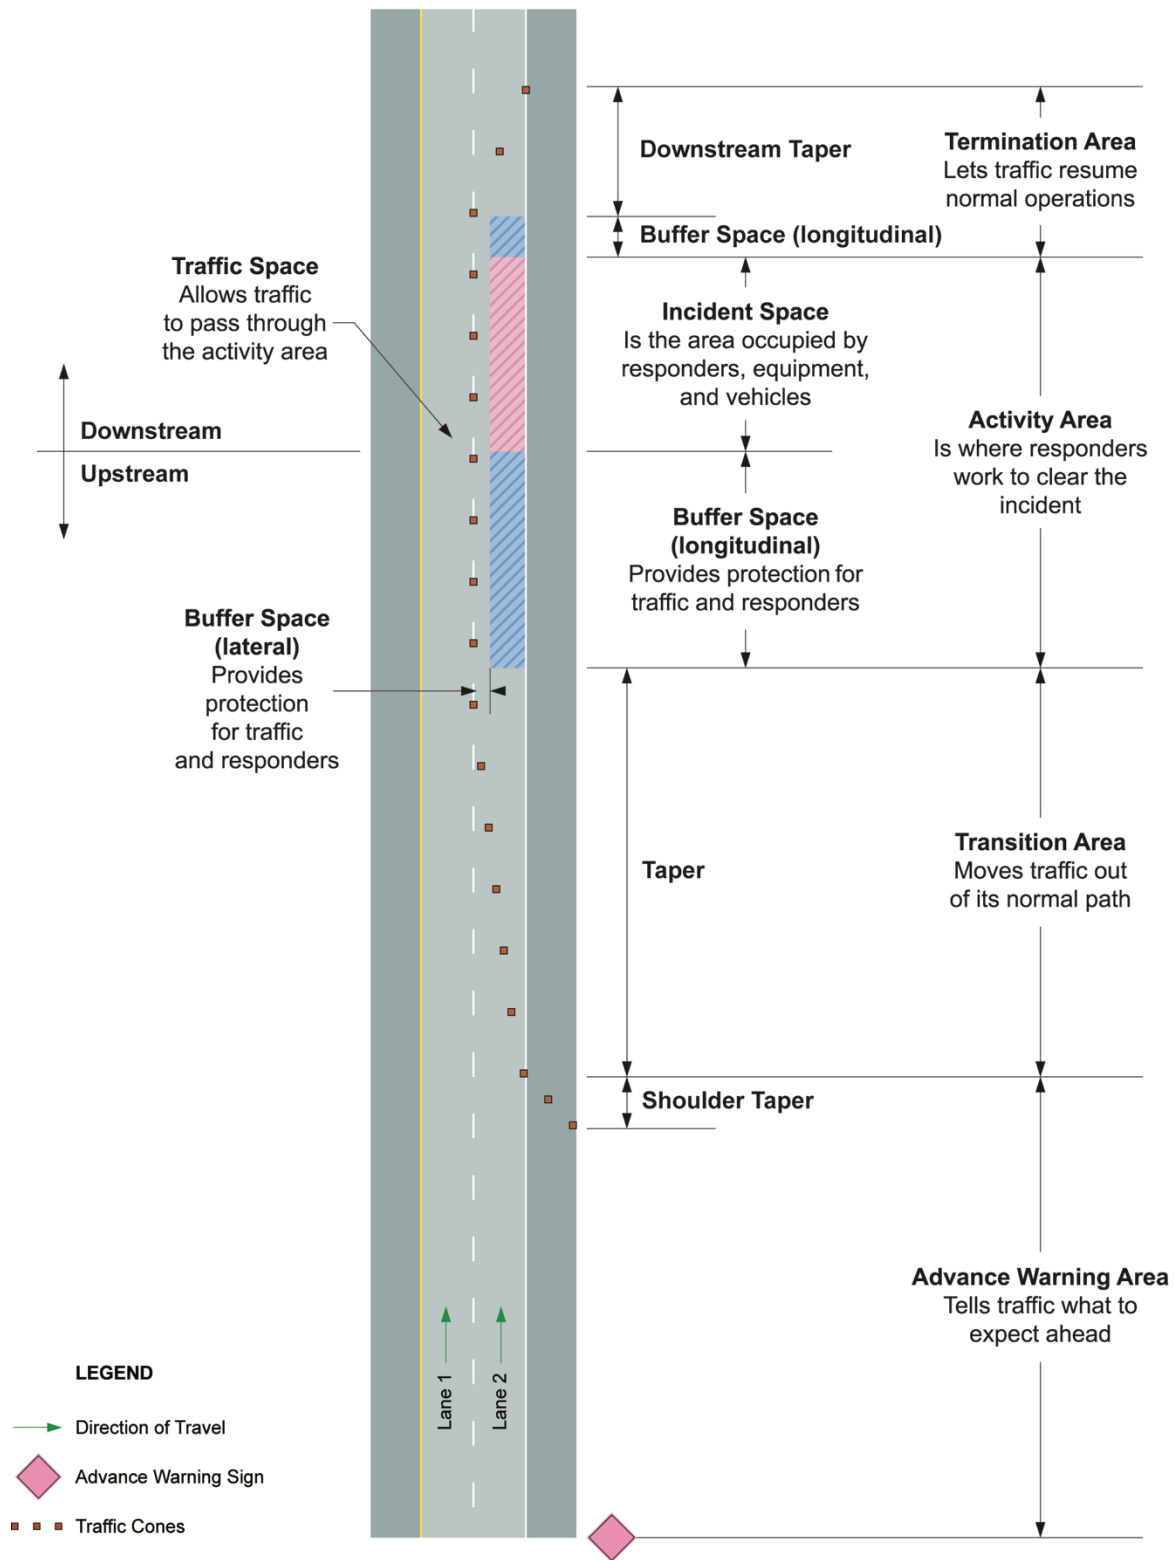 Downstream Taper
Termination Area
Lets traffic resume
normal operations
Buffer Space (longitudinal)
Traffic Space
Allows traffic
to pass through
the activity area
Incident Space
Is the area occupied by
responders, equipment,
and vehicles
Downstream
Upstream
Activity Area
Is where responders
work to clear the
incident
Buffer Space
(longitudinal)
Provides protection for
traffic and responders
Buffer Space
(lateral)
Provides
protection
for traffic
and responders
Taper
Transition Area
Moves traffic out
of its normal path
Shoulder Taper
Advance Warning Area
Tells traffic what to
expect ahead
Lane 1
Lane 2
LEGEND
Direction of Travel
Advance Warning Sign
Traffic Cones